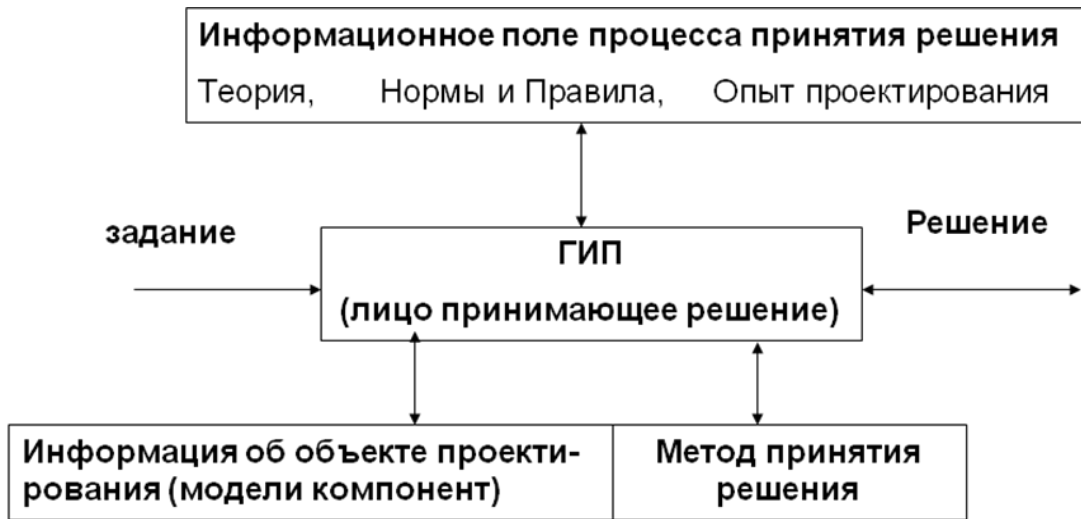 Информационное поле процесса принятия решения
Теория, Нормы и Правила, Опыт проектирования
задание
Решение
ГИП
(лицо принимающее решение)
Информация об объекте проекти-
рования (модели компонент)
Метод принятия
решения